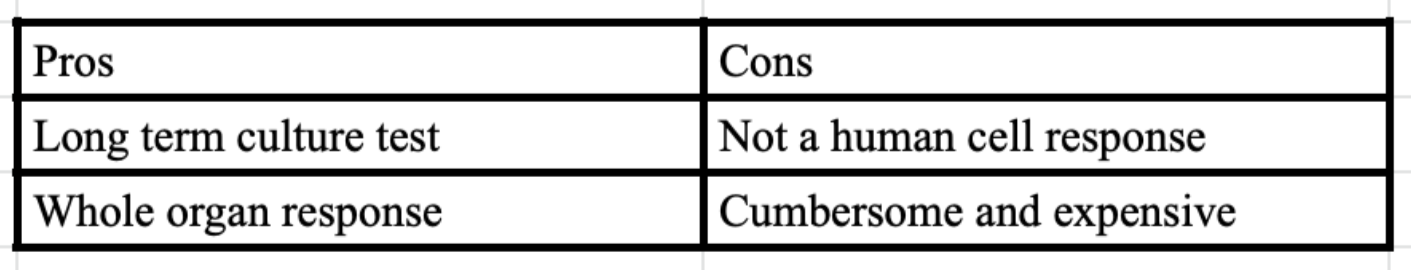 Pros
Cons
Long term culture test
Not a human cell response
Whole organ response
Cumbersome and expensive